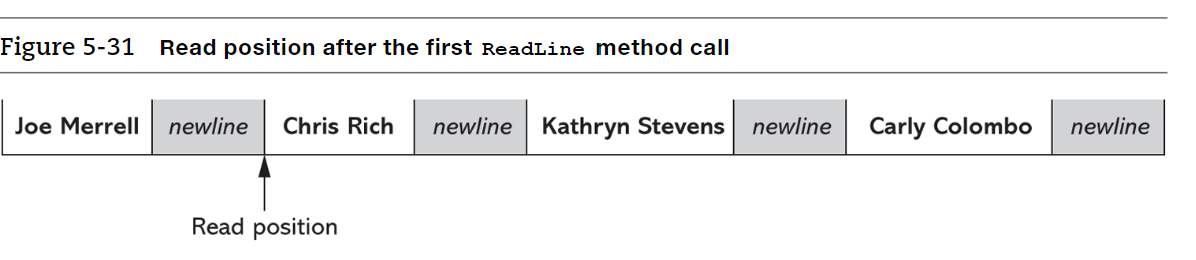 Figure 5-31 Read position after the first ReadLine method call
Joe Merrell newline Chris Rich newline Kathryn Stevens newline Carly Colombo newline
Read position